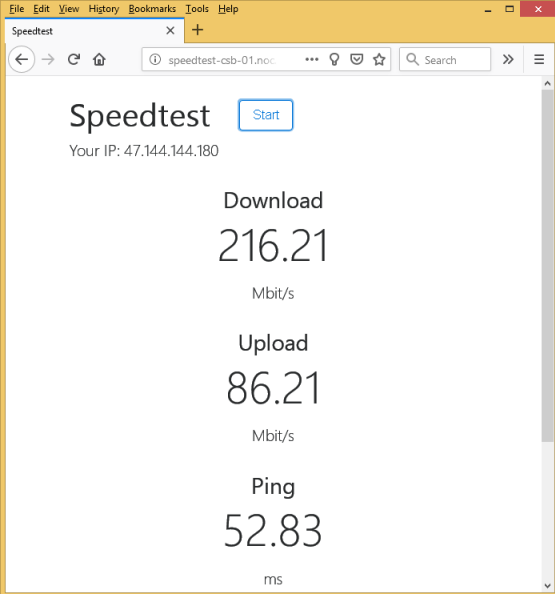 File Edit View History Bookmarks Tools Help
Speedtest
speedtest-csb-01.noc
Search
Speedtest Start
Your IP: 47.144.144.180
Download
216.21
Mbit/s
Upload
86.21
Mbit/s
Ping
52.83
ms